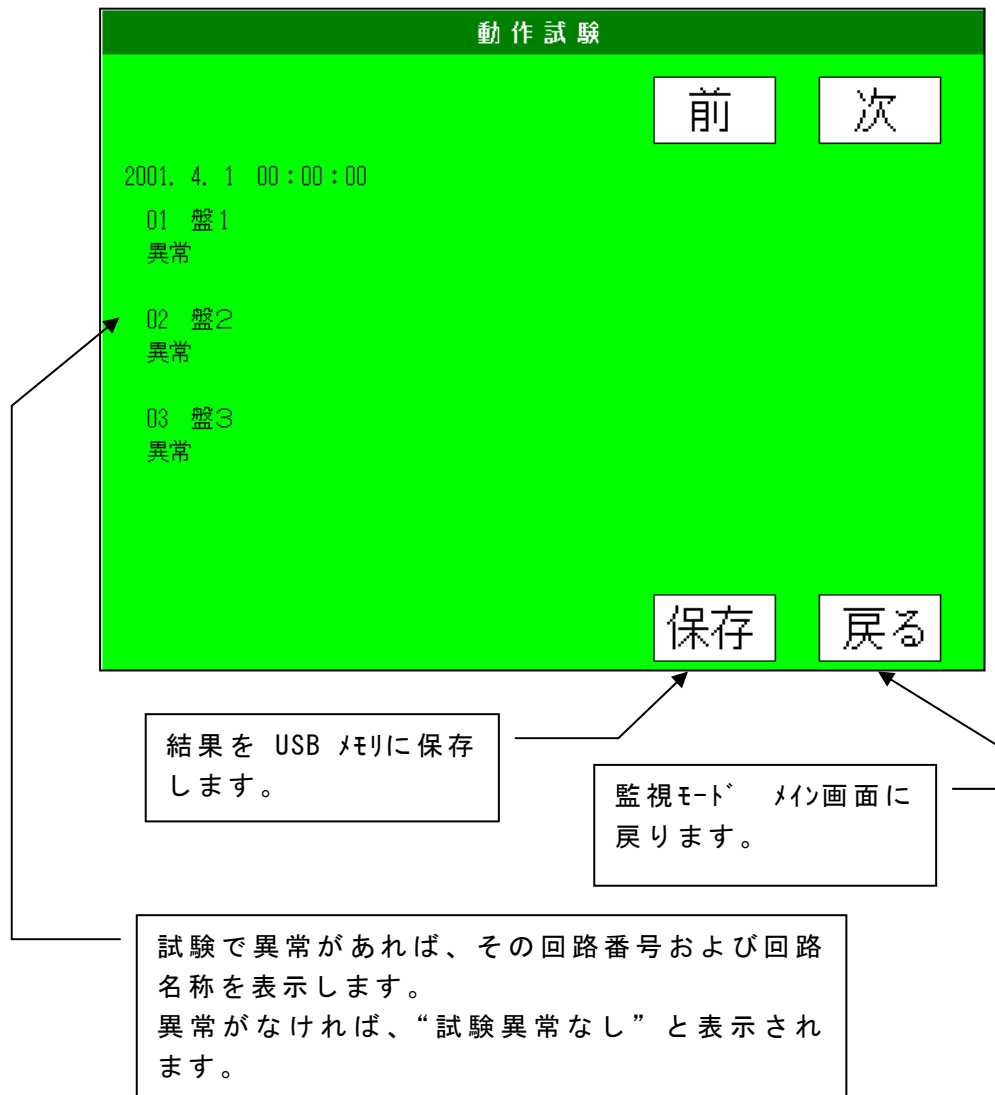 動作試験
前 次
2001. 4. 1 00:00:00
01 盤1
異常
02 盤2
異常
03 盤3
異常
保存 戻る
結果を USB ﾒﾓﾘに保存
します。
監視ﾓｰﾄﾞ ﾒｲﾝ画面に
戻ります。
試験で異常があれば、その回路番号および回路
名称を表示します。
異常がなければ、“試験異常なし”と表示され
ます。